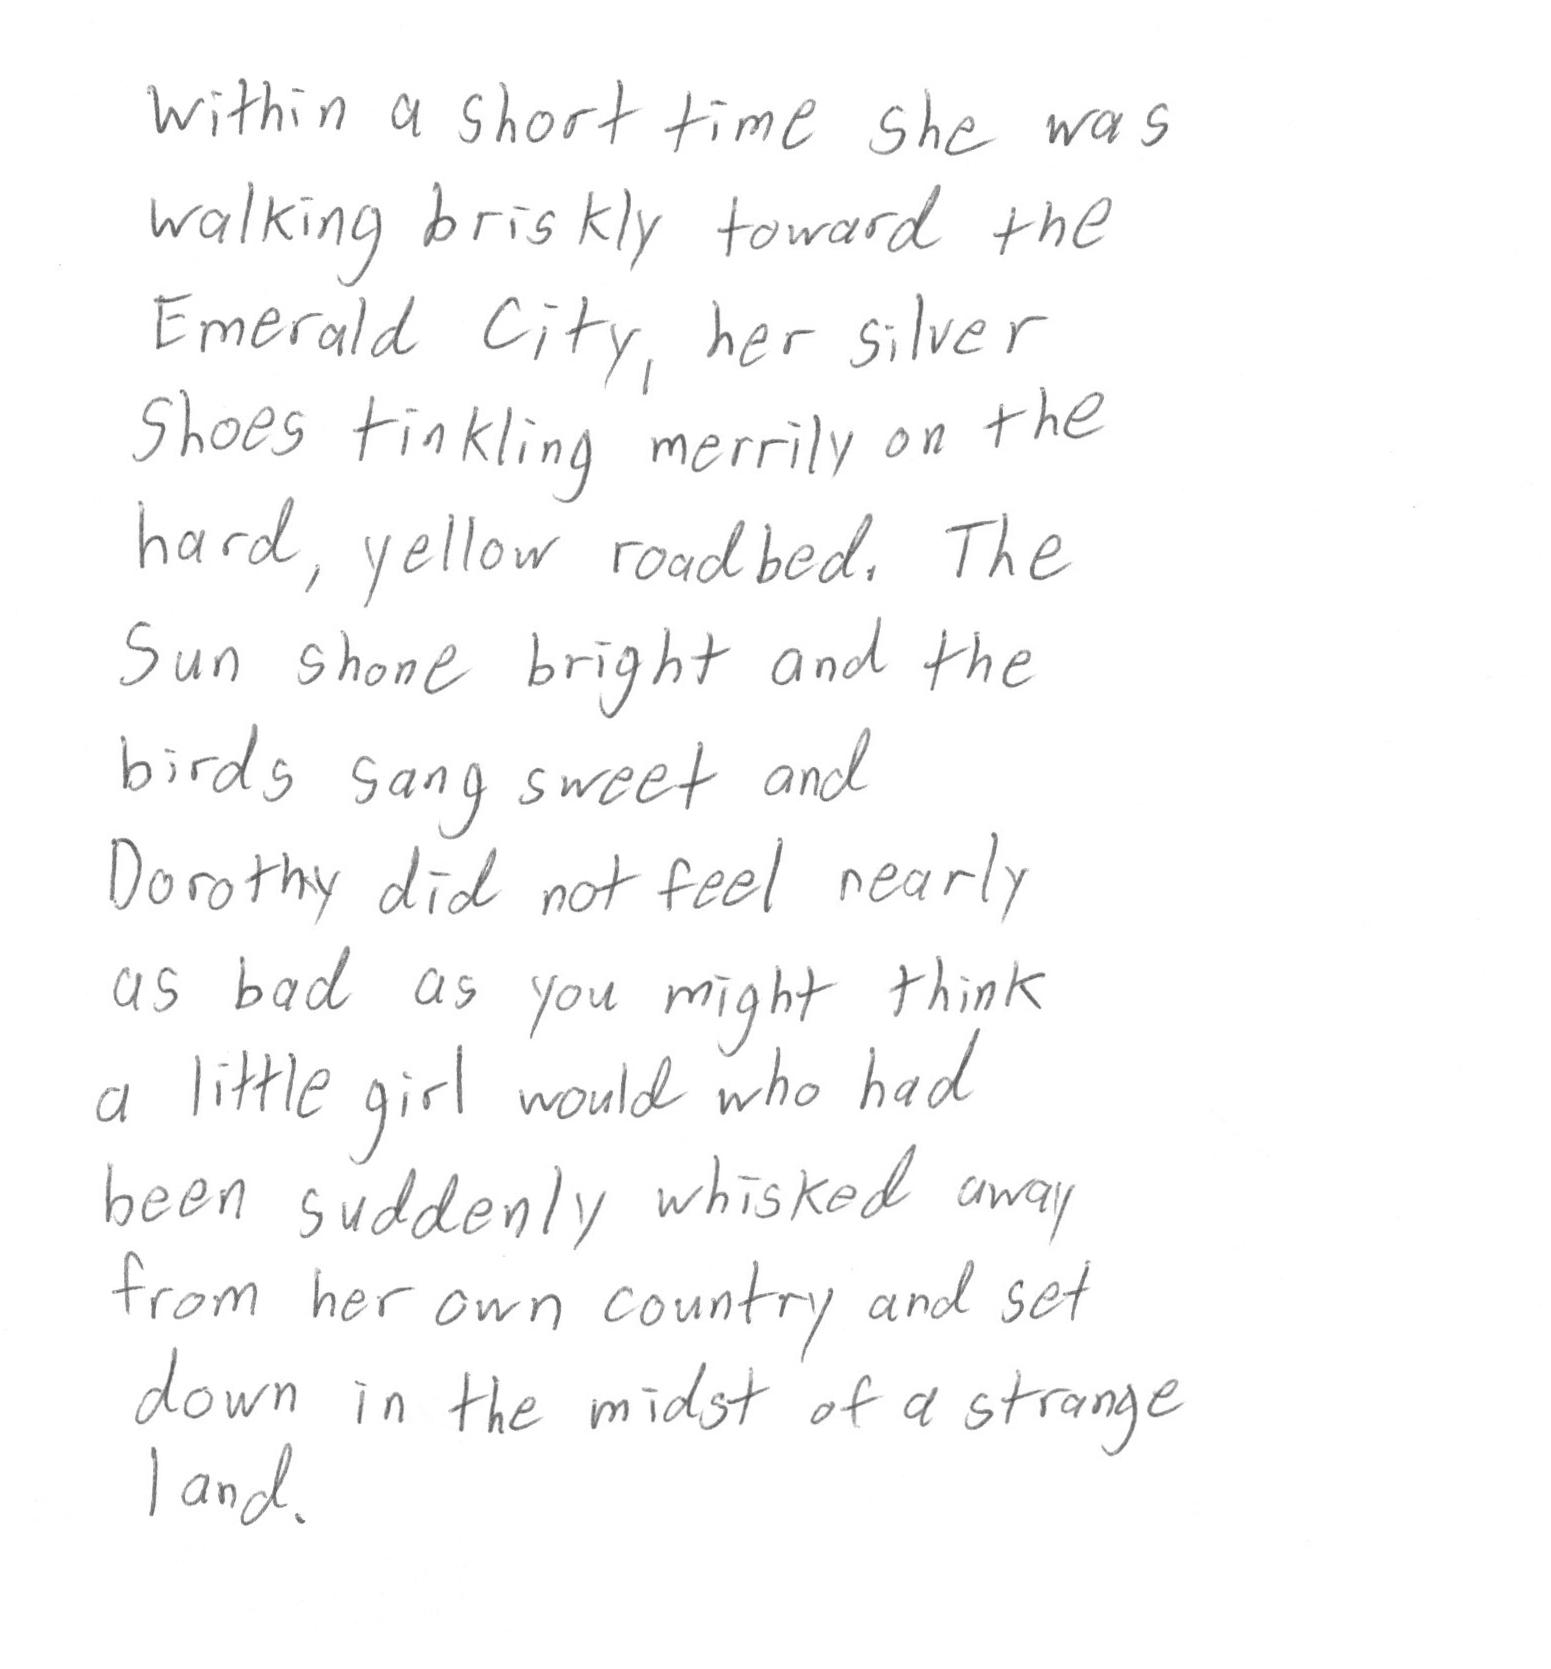 Within a short time she was
walking briskly toward the
Emerald City, her silver
Shoes tinkling merrily on the
hard, yellow roadbed. The
Sun shone bright and the
birds sang sweet and
Dorothy did not feel nearly
as bad as you might think
a little girl would who had
been suddenly whisked away
from her own country and set
down in the midst of a strange
land.